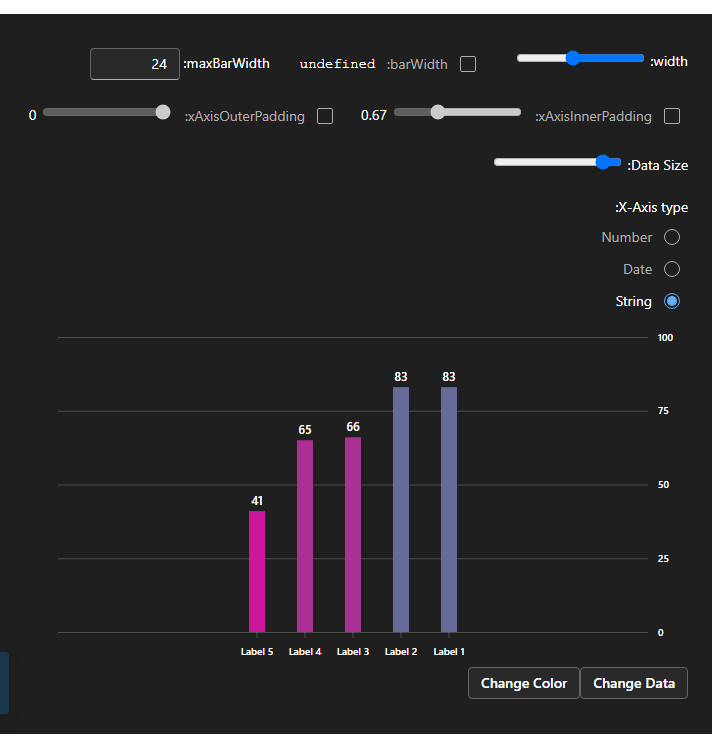 width:
barWidth: undefined
maxBarWidth: 24
xAxisInnerPadding: 0.67
xAxisOuterPadding: 0
Data Size:
X-Axis type:
Number
Date
String
100
75
50
25
0
83
83
66
65
41
Label 1
Label 2
Label 3
Label 4
Label 5
Change Color
Change Data